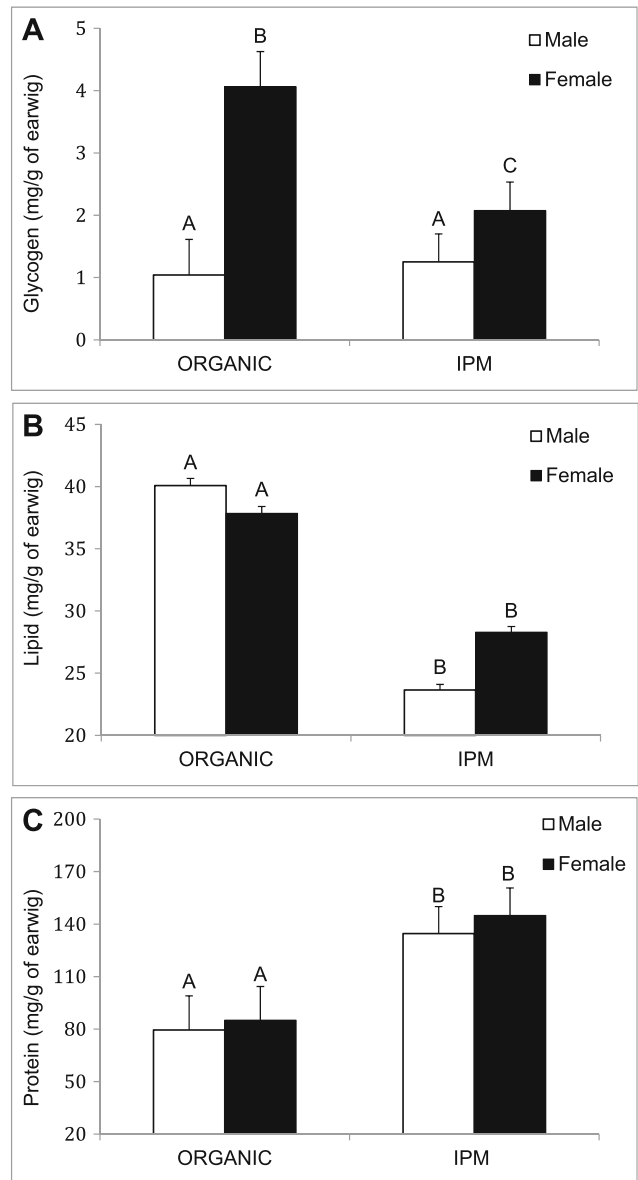 A
Glycogen (mg/g of earwig)
5
4
3
2
1
0
A
B
A
C
Male
Female
ORGANIC
IPM
B
Lipid (mg/g of earwig)
45
40
35
30
25
20
A
A
B
B
Male
Female
ORGANIC
IPM
C
Protein (mg/g of earwig)
200
170
140
110
80
50
20
A
A
B
B
Male
Female
ORGANIC
IPM